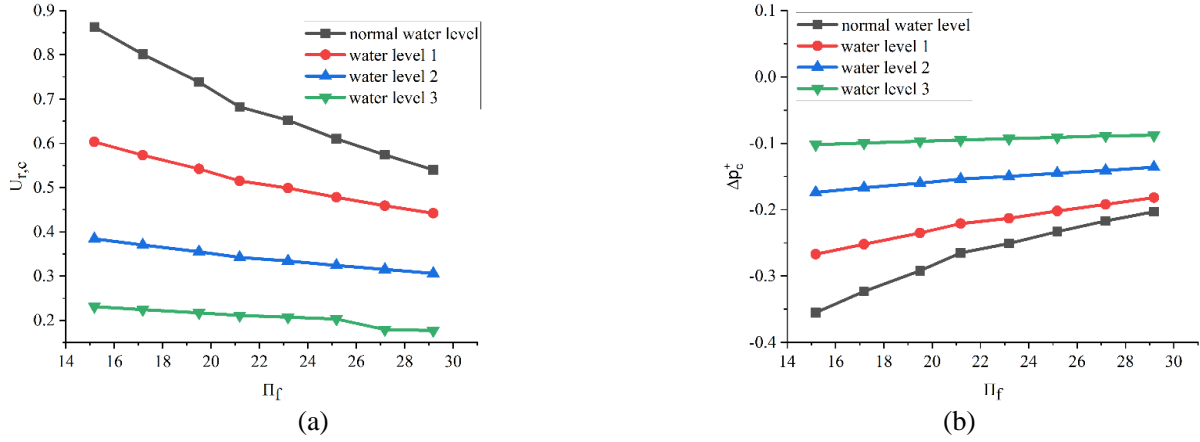 0.9
0.8
0.7
0.6
0.5
0.4
0.3
0.2
U_{r,c}
normal water level
water level 1
water level 2
water level 3
14 16 18 20 22 24 26 28 30
Π_f
(a)
0.1
0.0
-0.1
-0.2
-0.3
-0.4
Δp_c^+
normal water level
water level 1
water level 2
water level 3
14 16 18 20 22 24 26 28 30
Π_f
(b)